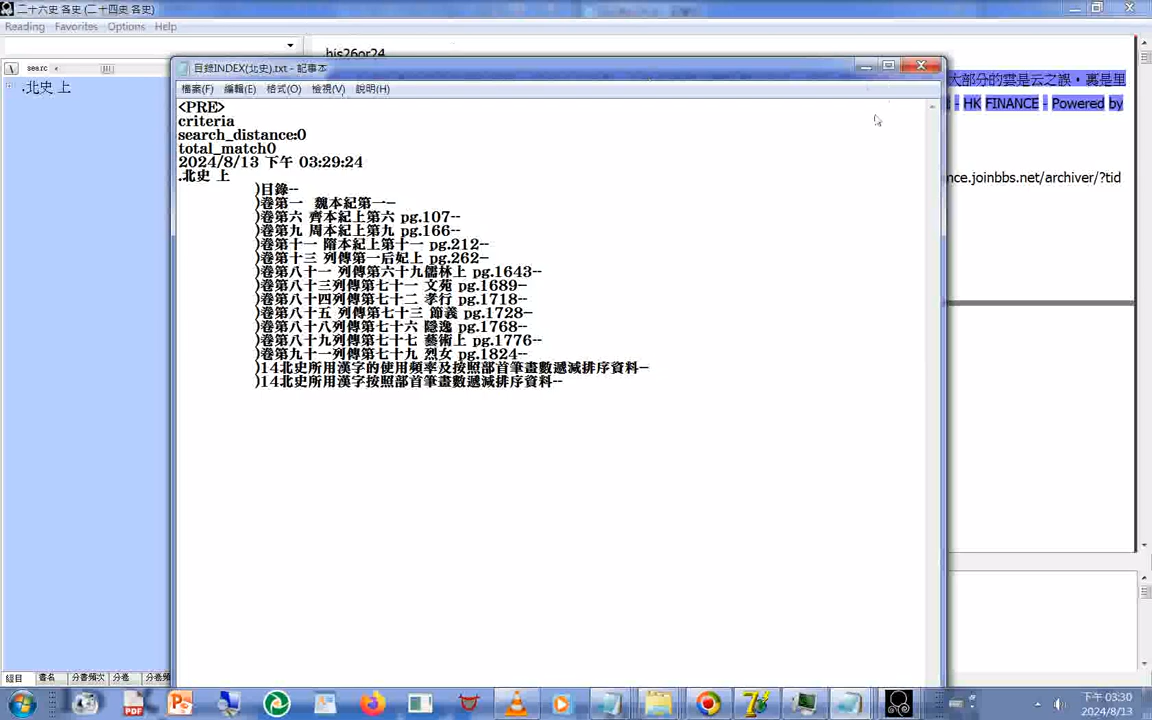 二十六史 各史 (二十四史 各史)
Reading Favorites Options Help
his26or24
searc
.北史 上
目錄INDEX(北史).txt - 記事本
檔案(F) 編輯(E) 格式(O) 檢視(V) 說明(H)
<PRE>
criteria
search_distance:0
total_match0
2024/8/13 下午 03:29:24
.北史 上
)目錄--
)卷第一 魏本紀第一--
)卷第六 齊本紀上第六 pg.107--
)卷第九 周本紀上第九 pg.166--
)卷第十一 隋本紀上第十一 pg.212--
)卷第十三 列傳第一后妃上 pg.262--
)卷第八十一 列傳第六十九儒林上 pg.1643--
)卷第八十三列傳第七十一 文苑 pg.1689--
)卷第八十四列傳第七十二 孝行 pg.1718--
)卷第八十五 列傳第七十三 節義 pg.1728--
)卷第八十八列傳第七十六 隱逸 pg.1768--
)卷第八十九列傳第七十七 藝術上 pg.1776--
)卷第九十一列傳第七十九 烈女 pg.1824--
)14北史所用漢字的使用頻率及按照部首筆畫數遞減排序資料--
)14北史所用漢字按照部首筆畫數遞減排序資料--
大部分的雲是云之誤，裏是里
- HK FINANCE - Powered by
nce.joinbbs.net/archiver/?tid
細目 書名 分書頻次 分卷 分卷頻
下午 03:30
2024/8/13